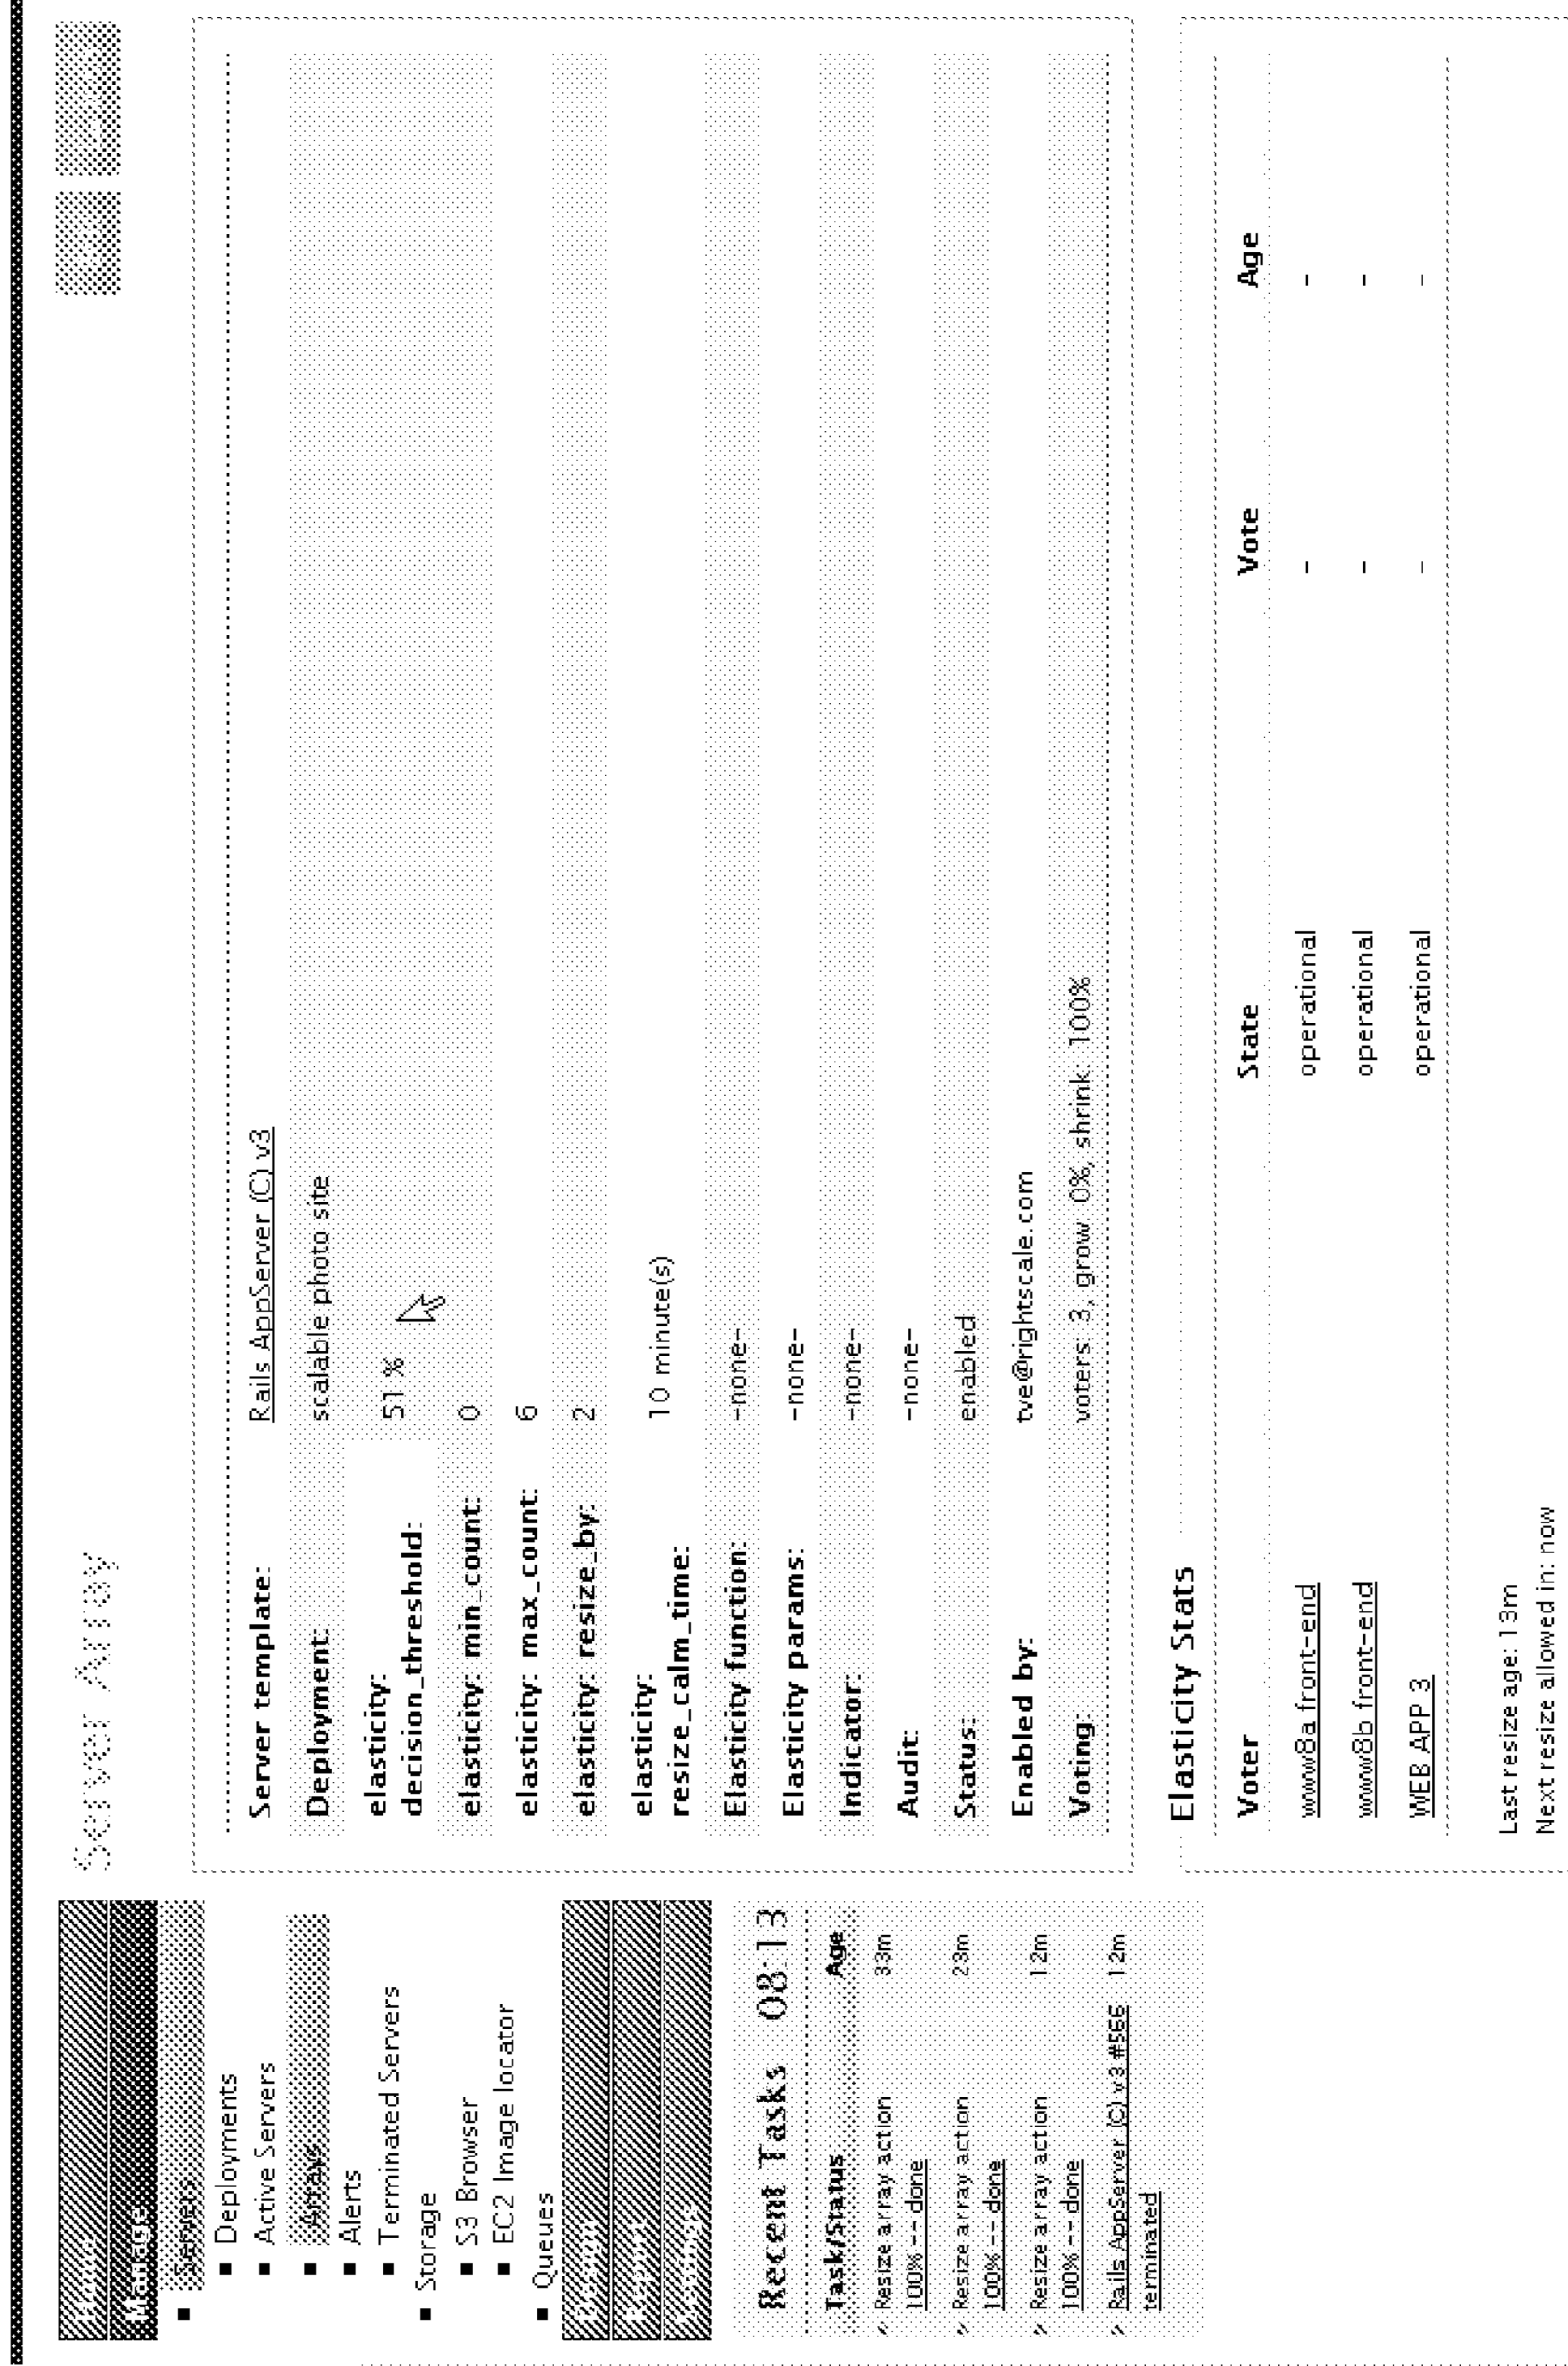 Server Array
Manage
Servers
Deployments
Active Servers
Arrays
Alerts
Terminated Servers
Storage
S3 Browser
EC2 Image locator
Queues
Design
Report
Settings
Recent Tasks 08:13
Task/Status Age
Resize array action 33m
100% -- done
Resize array action 23m
100% -- done
Resize array action 12m
100% -- done
Rails AppServer (C) v3 #566 12m
terminated
Server template: Rails AppServer (C) v3
Deployment: scalable photo site
elasticity:
decision_threshold: 51 %
elasticity: min_count: 0
elasticity: max_count: 6
elasticity: resize_by: 2
elasticity:
resize_calm_time: 10 minute(s)
Elasticity function: -none-
Elasticity params: -none-
Indicator: -none-
Audit: -none-
Status: enabled
Enabled by: tve@rightscale.com
Voting: voters: 3, grow: 0%, shrink: 100%
Elasticity Stats
Voter State Vote Age
www8a front-end operational - -
www8b front-end operational - -
WEB APP 3 operational - -
Last resize age: 13m
Next resize allowed in: now